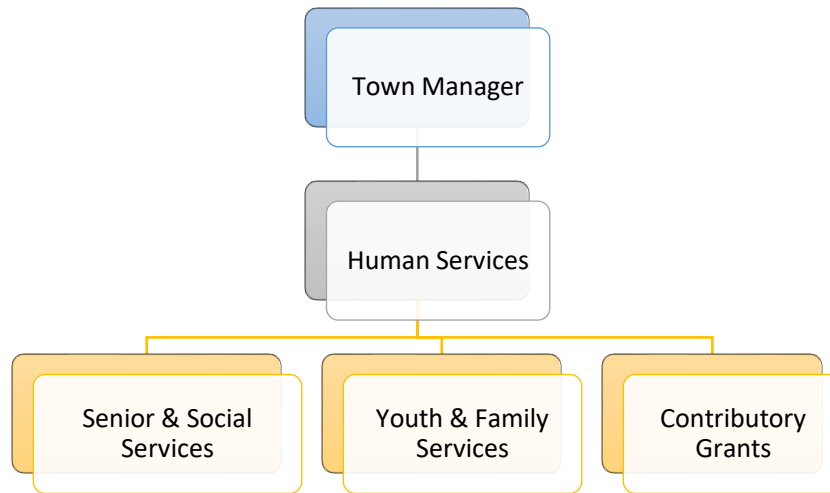 Town Manager
Human Services
Senior & Social
Services
Youth & Family
Services
Contributory
Grants